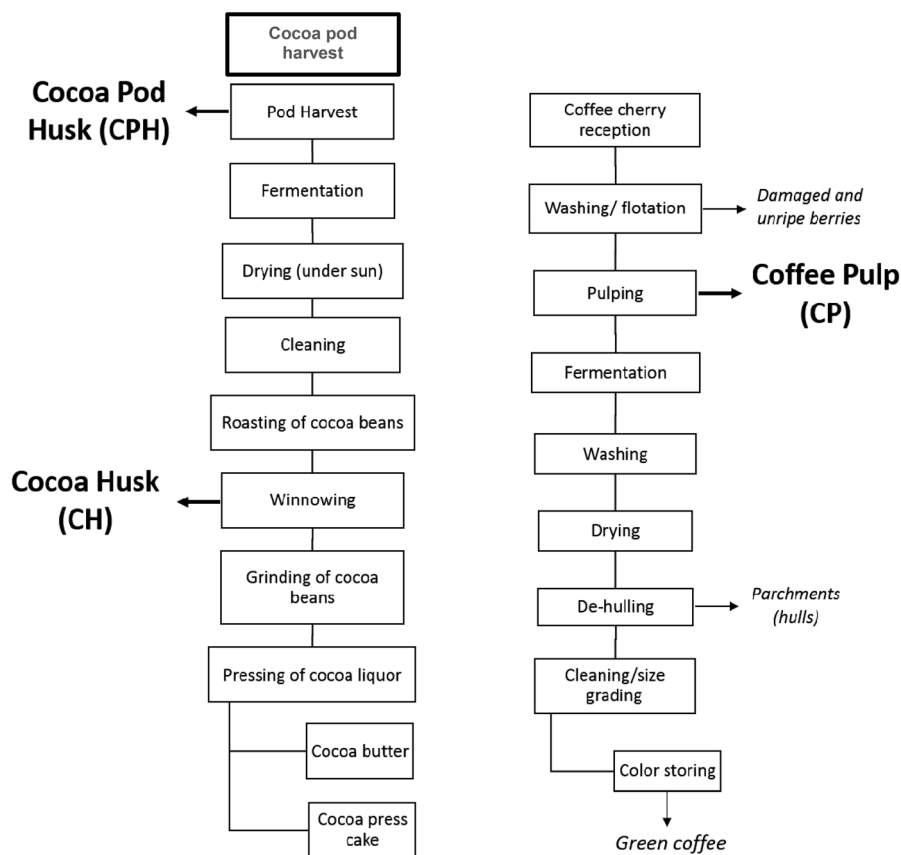 Cocoa pod
harvest
Cocoa Pod
Husk (CPH)
Pod Harvest
Fermentation
Drying (under sun)
Cleaning
Roasting of cocoa beans
Cocoa Husk
(CH)
Winnowing
Grinding of cocoa
beans
Pressing of cocoa liquor
Cocoa butter
Cocoa press
cake
Coffee cherry
reception
Washing/ flotation
Damaged and
unripe berries
Pulping
Coffee Pulp
(CP)
Fermentation
Washing
Drying
De-hulling
Parchments
(hulls)
Cleaning/size
grading
Color storing
Green coffee